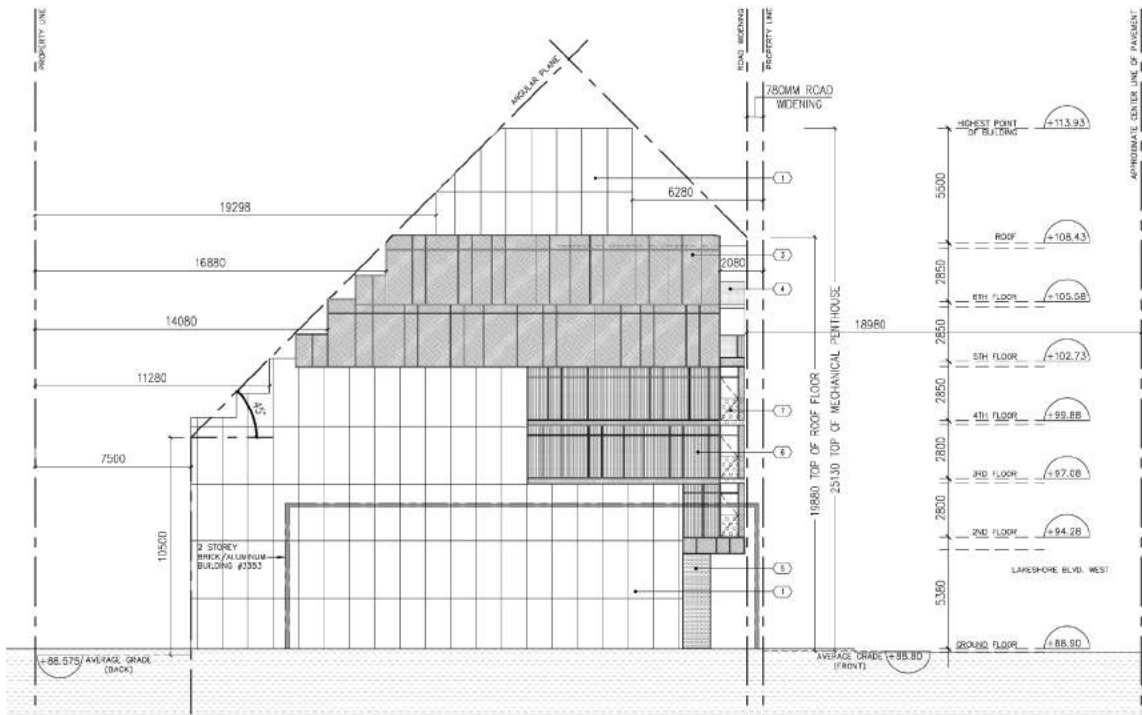 PROPERTY LINE
ANGULAR PLANE
ROAD WIDENING
PROPERTY LINE
APPROXIMATE CENTER LINE OF PAVEMENT
780MM ROAD
WIDENING
HIGHEST POINT
OF BUILDING
+113.93
1
6280
5500
19298
ROOF
+108.43
3
16880
2080
2850
4
6TH FLOOR
+105.58
14080
18980
2850
5TH FLOOR
+102.73
11280
2850
45°
7
4TH FLOOR
+99.88
7500
6
2800
3RD FLOOR
+97.08
19880 TOP OF ROOF FLOOR
25130 TOP OF MECHANICAL PENTHOUSE
2800
10500
2ND FLOOR
+94.28
2 STOREY
BRICK/ALUMINUM
BUILDING #3353
5
LAKESHORE BLVD. WEST
1
5380
GROUND FLOOR
+88.90
+88.575
AVERAGE GRADE
(BACK)
AVERAGE GRADE
(FRONT)
+88.80